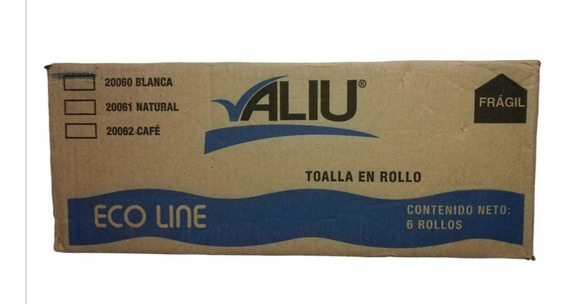 20060 BLANCA
20061 NATURAL
20062 CAFÉ
VALIU®
FRÁGIL
TOALLA EN ROLLO
ECO LINE
CONTENIDO NETO:
6 ROLLOS